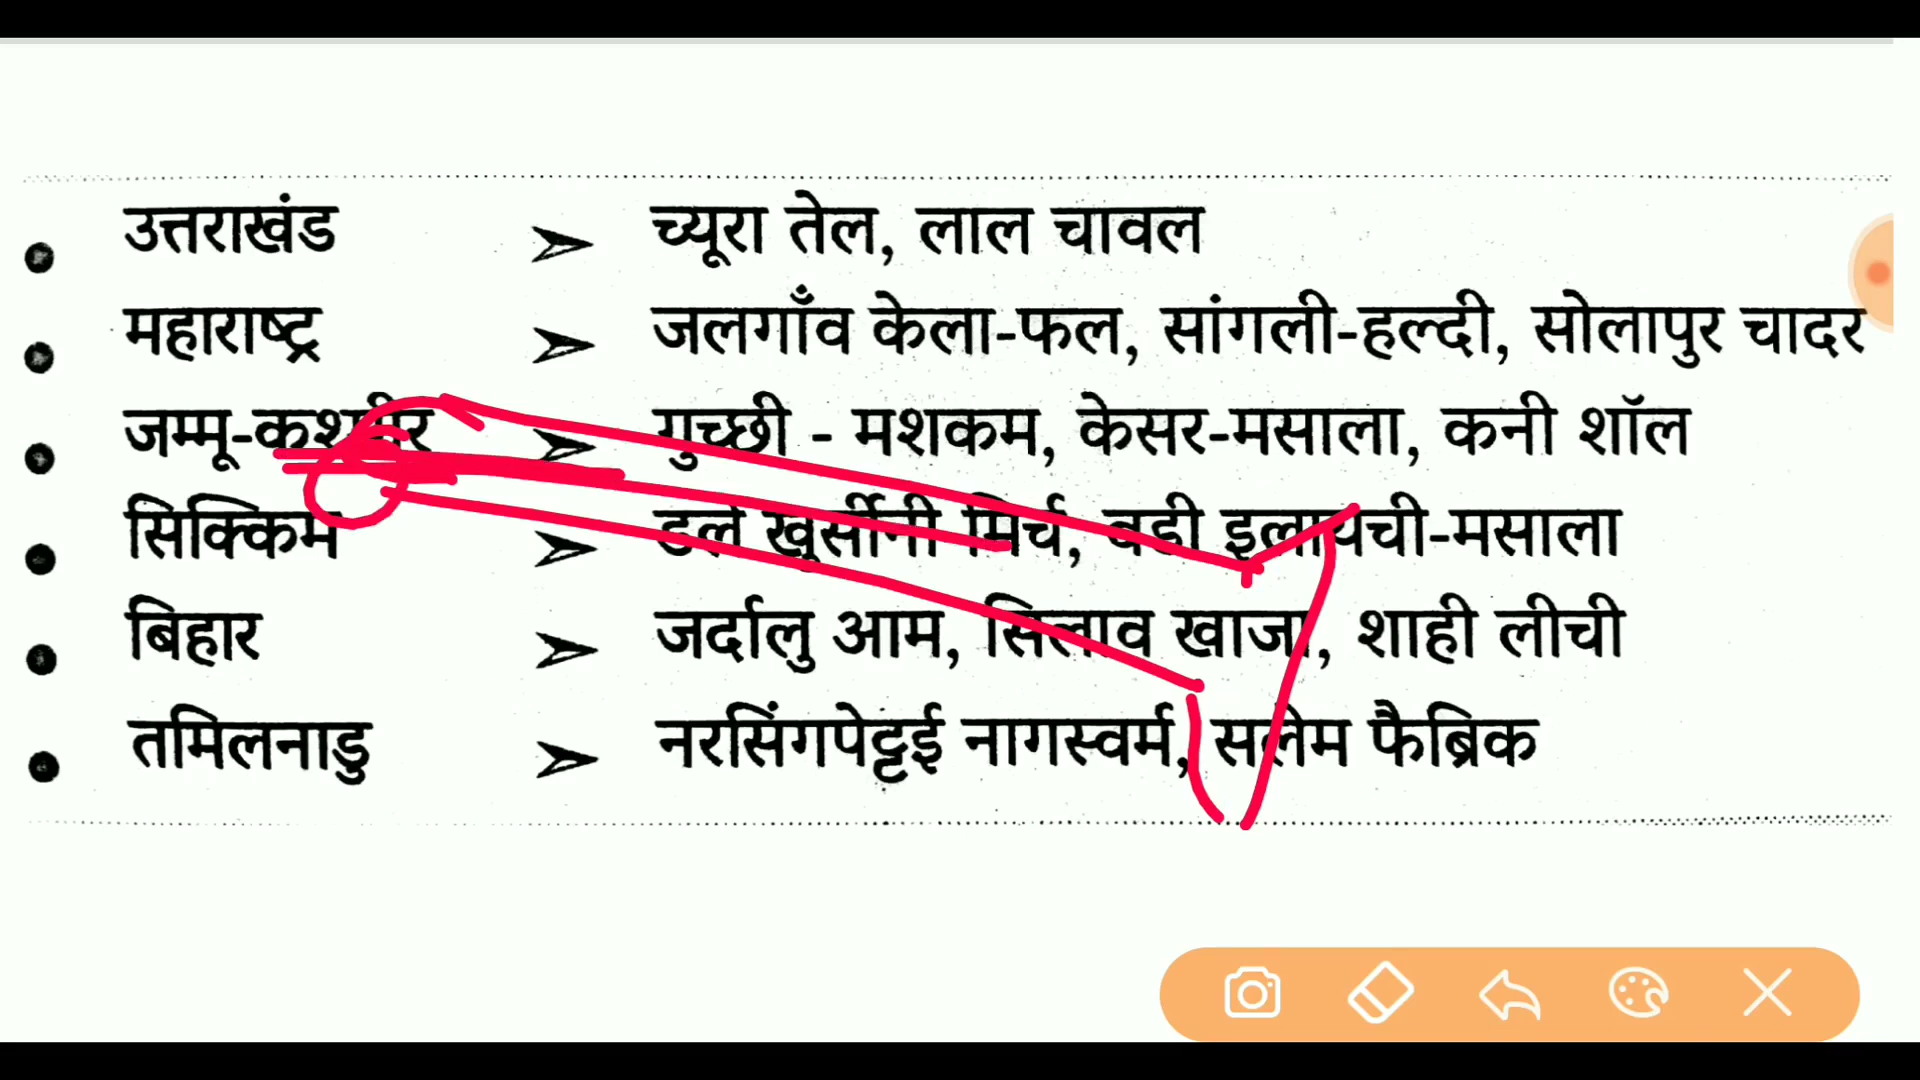 उत्तराखंड ➢ च्यूरा तेल, लाल चावल
महाराष्ट्र ➢ जलगाँव केला-फल, सांगली-हल्दी, सोलापुर चादर
जम्मू-कश्मीर ➢ गुच्छी - मशकम, केसर-मसाला, कनी शॉल
सिक्किम ➢ डले खुर्सीनी मिर्च, बडी इलायची-मसाला
बिहार ➢ जर्दालु आम, सिलाव खाजा, शाही लीची
तमिलनाडु ➢ नरसिंगपेट्टई नागस्वर्म, सलेम फैब्रिक